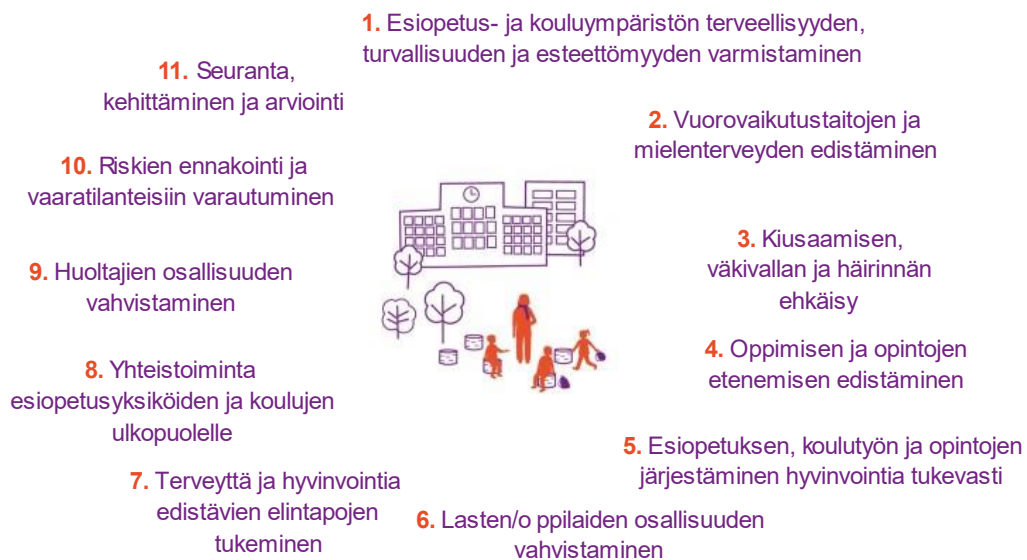 1. Esiopetus- ja kouluympäristön terveellisyyden,
turvallisuuden ja esteettömyyden varmistaminen
2. Vuorovaikutustaitojen ja
mielenterveyden edistäminen
3. Kiusaamisen,
väkivallan ja häirinnän
ehkäisy
4. Oppimisen ja opintojen
etenemisen edistäminen
5. Esiopetuksen, koulutyön ja opintojen
järjestäminen hyvinvointia tukevasti
6. Lasten/o ppilaiden osallisuuden
vahvistaminen
7. Terveyttä ja hyvinvointia
edistävien elintapojen
tukeminen
8. Yhteistoiminta
esiopetusyksiköiden ja koulujen
ulkopuolelle
9. Huoltajien osallisuuden
vahvistaminen
10. Riskien ennakointi ja
vaaratilanteisiin varautuminen
11. Seuranta,
kehittäminen ja arviointi